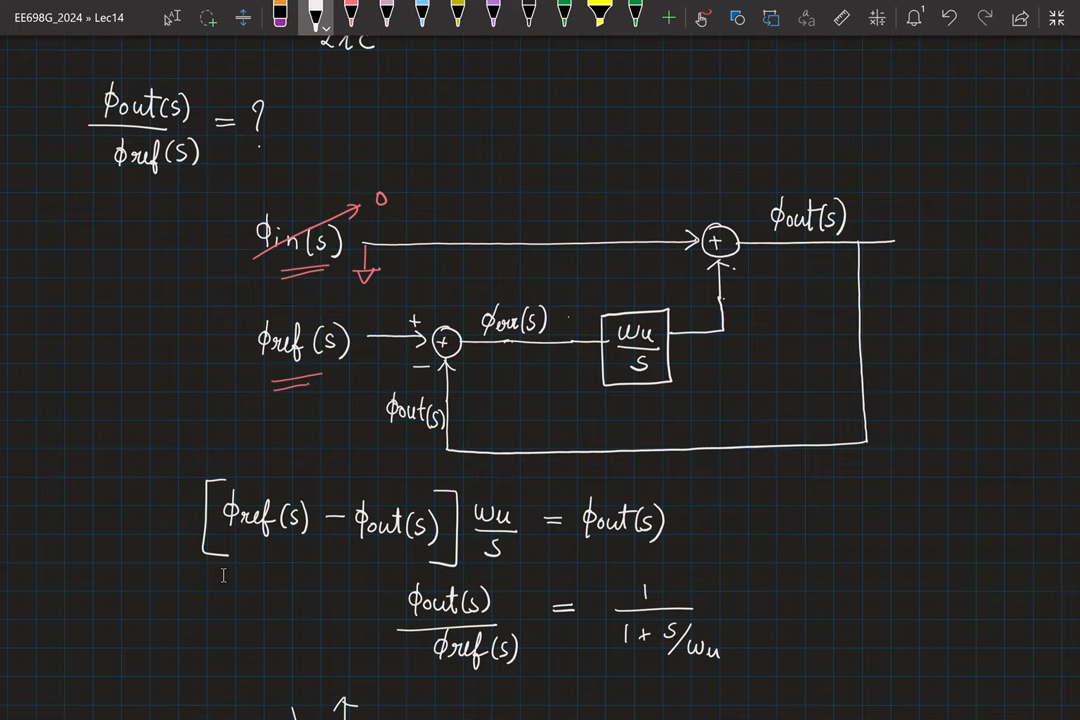 EE698G_2024 » Lec14
ϕout(s)
ϕref(s)
= ?
ϕin(s)
0
+
ϕout(s)
ϕref(s)
+
+
−
ϕerr(s)
ωu
s
ϕout(s)
[ϕref(s) − ϕout(s)] ωu/s = ϕout(s)
ϕout(s)
ϕref(s)
=
1
1 + s/ωu